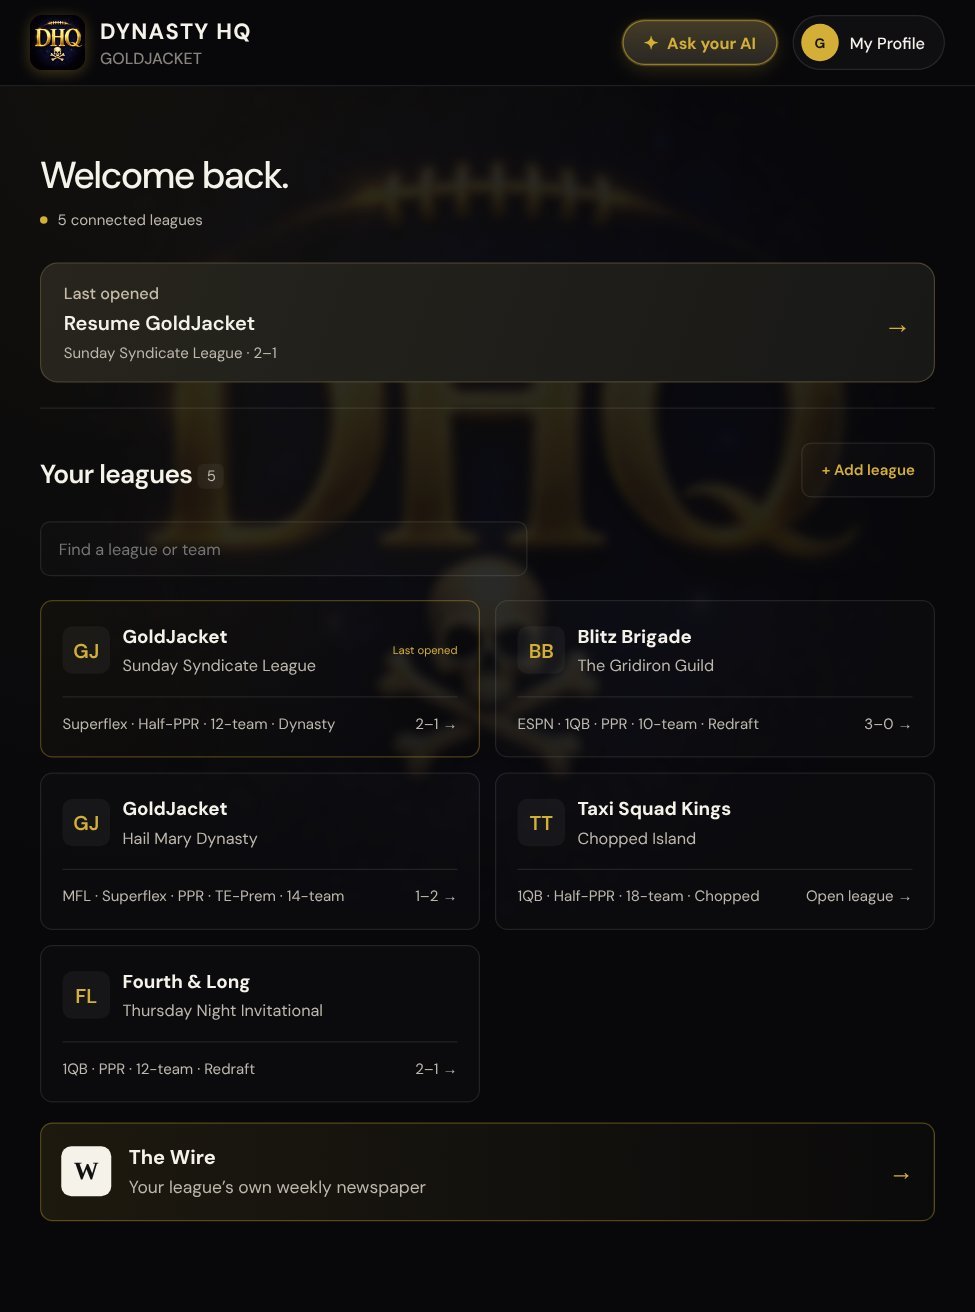 DHQ
DYNASTY HQ
GOLDJACKET
✦ Ask your AI
G
My Profile
Welcome back.
5 connected leagues
Last opened
Resume GoldJacket
Sunday Syndicate League · 2–1
→
DHQ
Your leagues 5
+ Add league
Find a league or team
GJ
GoldJacket
Sunday Syndicate League
Last opened
Superflex · Half-PPR · 12-team · Dynasty
2–1 →
BB
Blitz Brigade
The Gridiron Guild
ESPN · 1QB · PPR · 10-team · Redraft
3–0 →
GJ
GoldJacket
Hail Mary Dynasty
MFL · Superflex · PPR · TE-Prem · 14-team
1–2 →
TT
Taxi Squad Kings
Chopped Island
1QB · Half-PPR · 18-team · Chopped
Open league →
FL
Fourth & Long
Thursday Night Invitational
1QB · PPR · 12-team · Redraft
2–1 →
W
The Wire
Your league’s own weekly newspaper
→